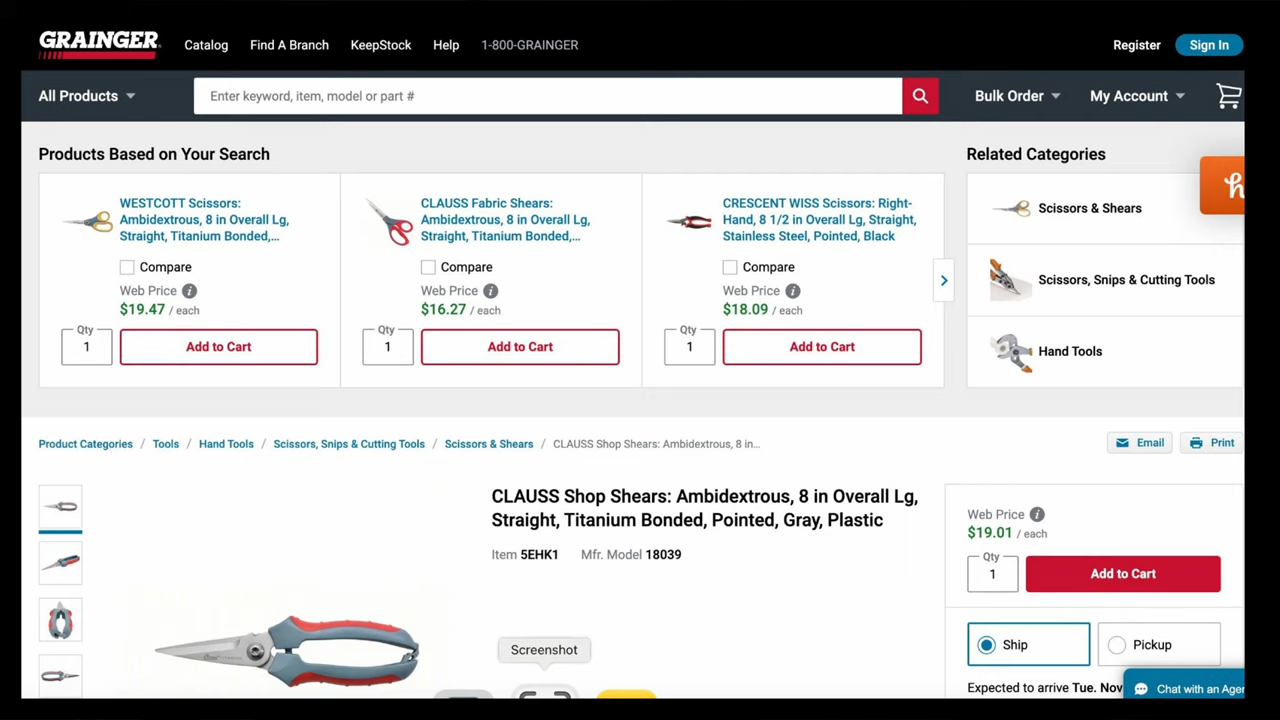 GRAINGER
Catalog Find A Branch KeepStock Help 1-800-GRAINGER
Register Sign In
All Products
Enter keyword, item, model or part #
Bulk Order My Account
Products Based on Your Search
WESTCOTT Scissors:
Ambidextrous, 8 in Overall Lg,
Straight, Titanium Bonded,...
Compare
Web Price
$19.47 / each
Qty
1
Add to Cart
CLAUSS Fabric Shears:
Ambidextrous, 8 in Overall Lg,
Straight, Titanium Bonded,...
Compare
Web Price
$16.27 / each
Qty
1
Add to Cart
CRESCENT WISS Scissors: Right-
Hand, 8 1/2 in Overall Lg, Straight,
Stainless Steel, Pointed, Black
Compare
Web Price
$18.09 / each
Qty
1
Add to Cart
Related Categories
Scissors & Shears
Scissors, Snips & Cutting Tools
Hand Tools
Product Categories / Tools / Hand Tools / Scissors, Snips & Cutting Tools / Scissors & Shears / CLAUSS Shop Shears: Ambidextrous, 8 in...
Email Print
CLAUSS Shop Shears: Ambidextrous, 8 in Overall Lg,
Straight, Titanium Bonded, Pointed, Gray, Plastic
Item 5EHK1 Mfr. Model 18039
Web Price
$19.01 / each
Qty
1
Add to Cart
Ship Pickup
Expected to arrive Tue. Nov
Chat with an Agen
Screenshot